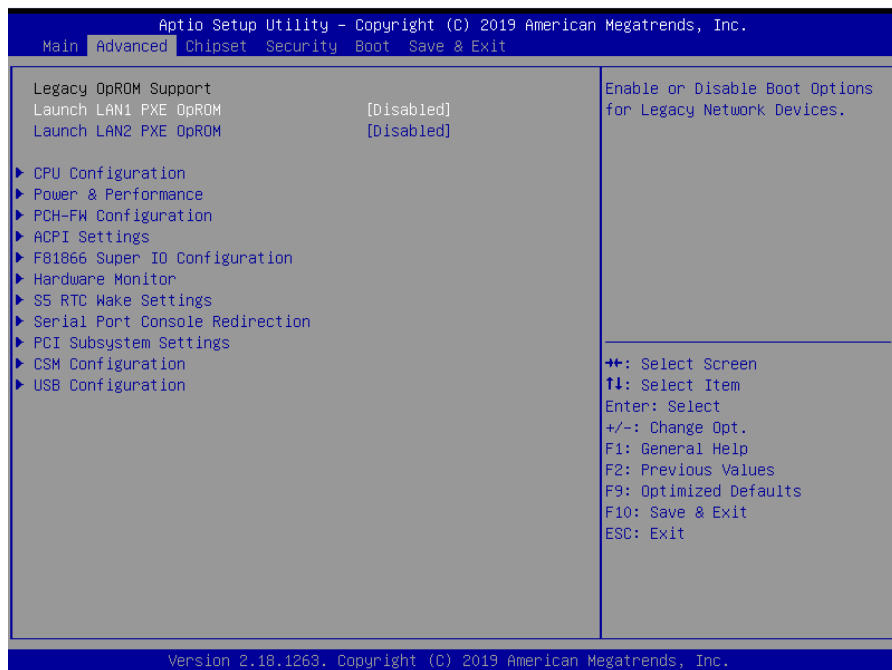 Aptio Setup Utility – Copyright (C) 2019 American Megatrends, Inc.
Main Advanced Chipset Security Boot Save & Exit
Legacy OpROM Support
Launch LAN1 PXE OpROM [Disabled]
Launch LAN2 PXE OpROM [Disabled]
▶ CPU Configuration
▶ Power & Performance
▶ PCH-FW Configuration
▶ ACPI Settings
▶ F81866 Super IO Configuration
▶ Hardware Monitor
▶ S5 RTC Wake Settings
▶ Serial Port Console Redirection
▶ PCI Subsystem Settings
▶ CSM Configuration
▶ USB Configuration
Enable or Disable Boot Options
for Legacy Network Devices.
→←: Select Screen
↑↓: Select Item
Enter: Select
+/-: Change Opt.
F1: General Help
F2: Previous Values
F9: Optimized Defaults
F10: Save & Exit
ESC: Exit
Version 2.18.1263. Copyright (C) 2019 American Megatrends, Inc.